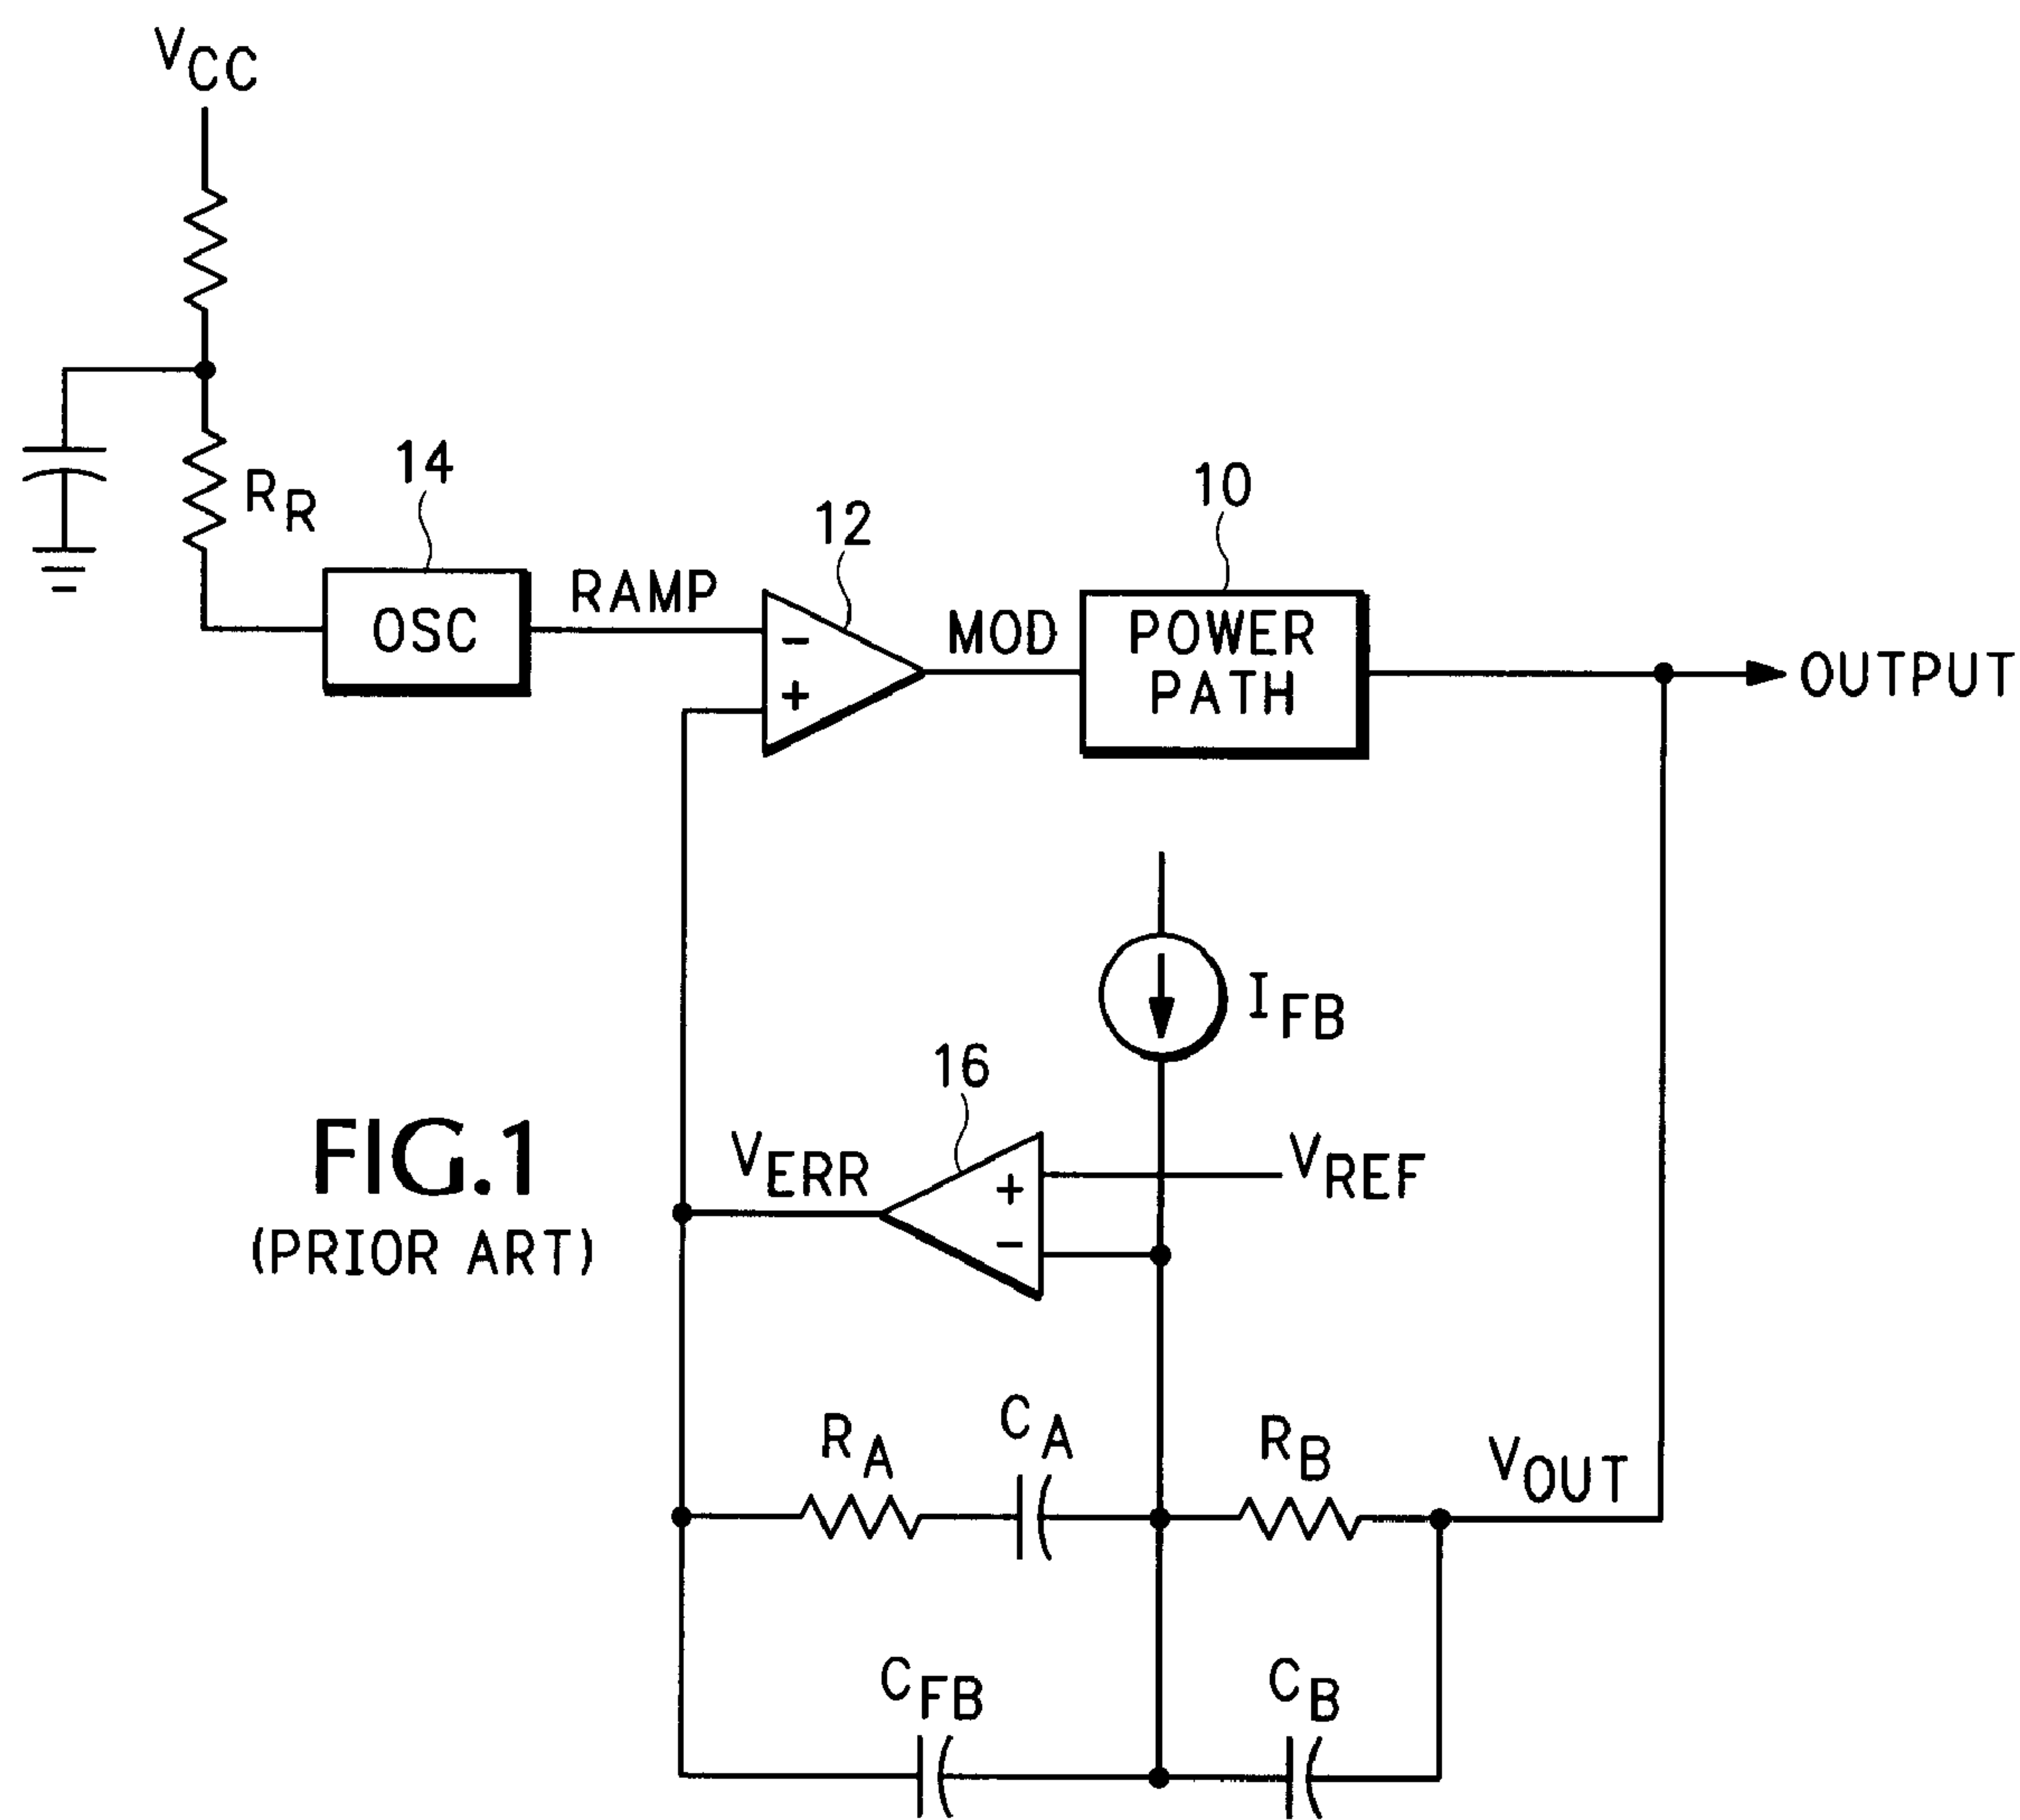 VCC
RR
14
OSC
RAMP
12
MOD
10
POWER
PATH
OUTPUT
IFB
16
VERR
VREF
FIG.1
(PRIOR ART)
RA
CA
RB
VOUT
CFB
CB